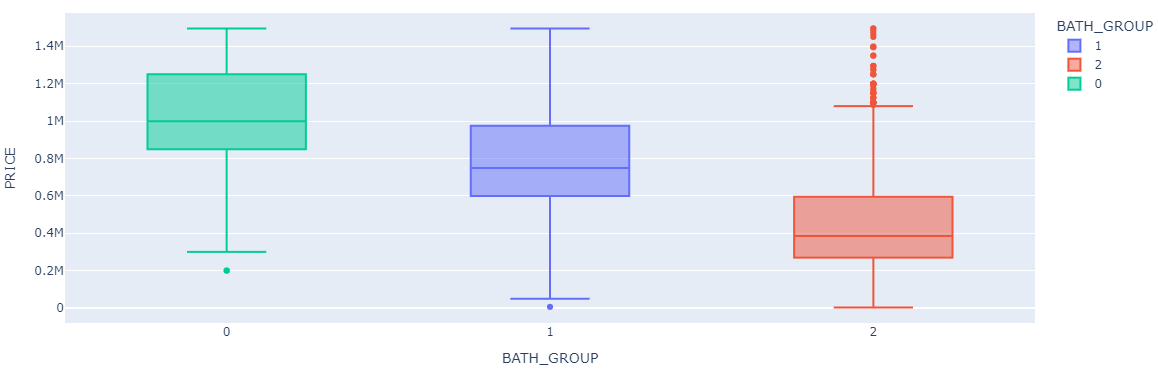 BATH_GROUP
1
2
0
1.4M
1.2M
1M
0.8M
0.6M
0.4M
0.2M
0
PRICE
0
1
2
BATH_GROUP